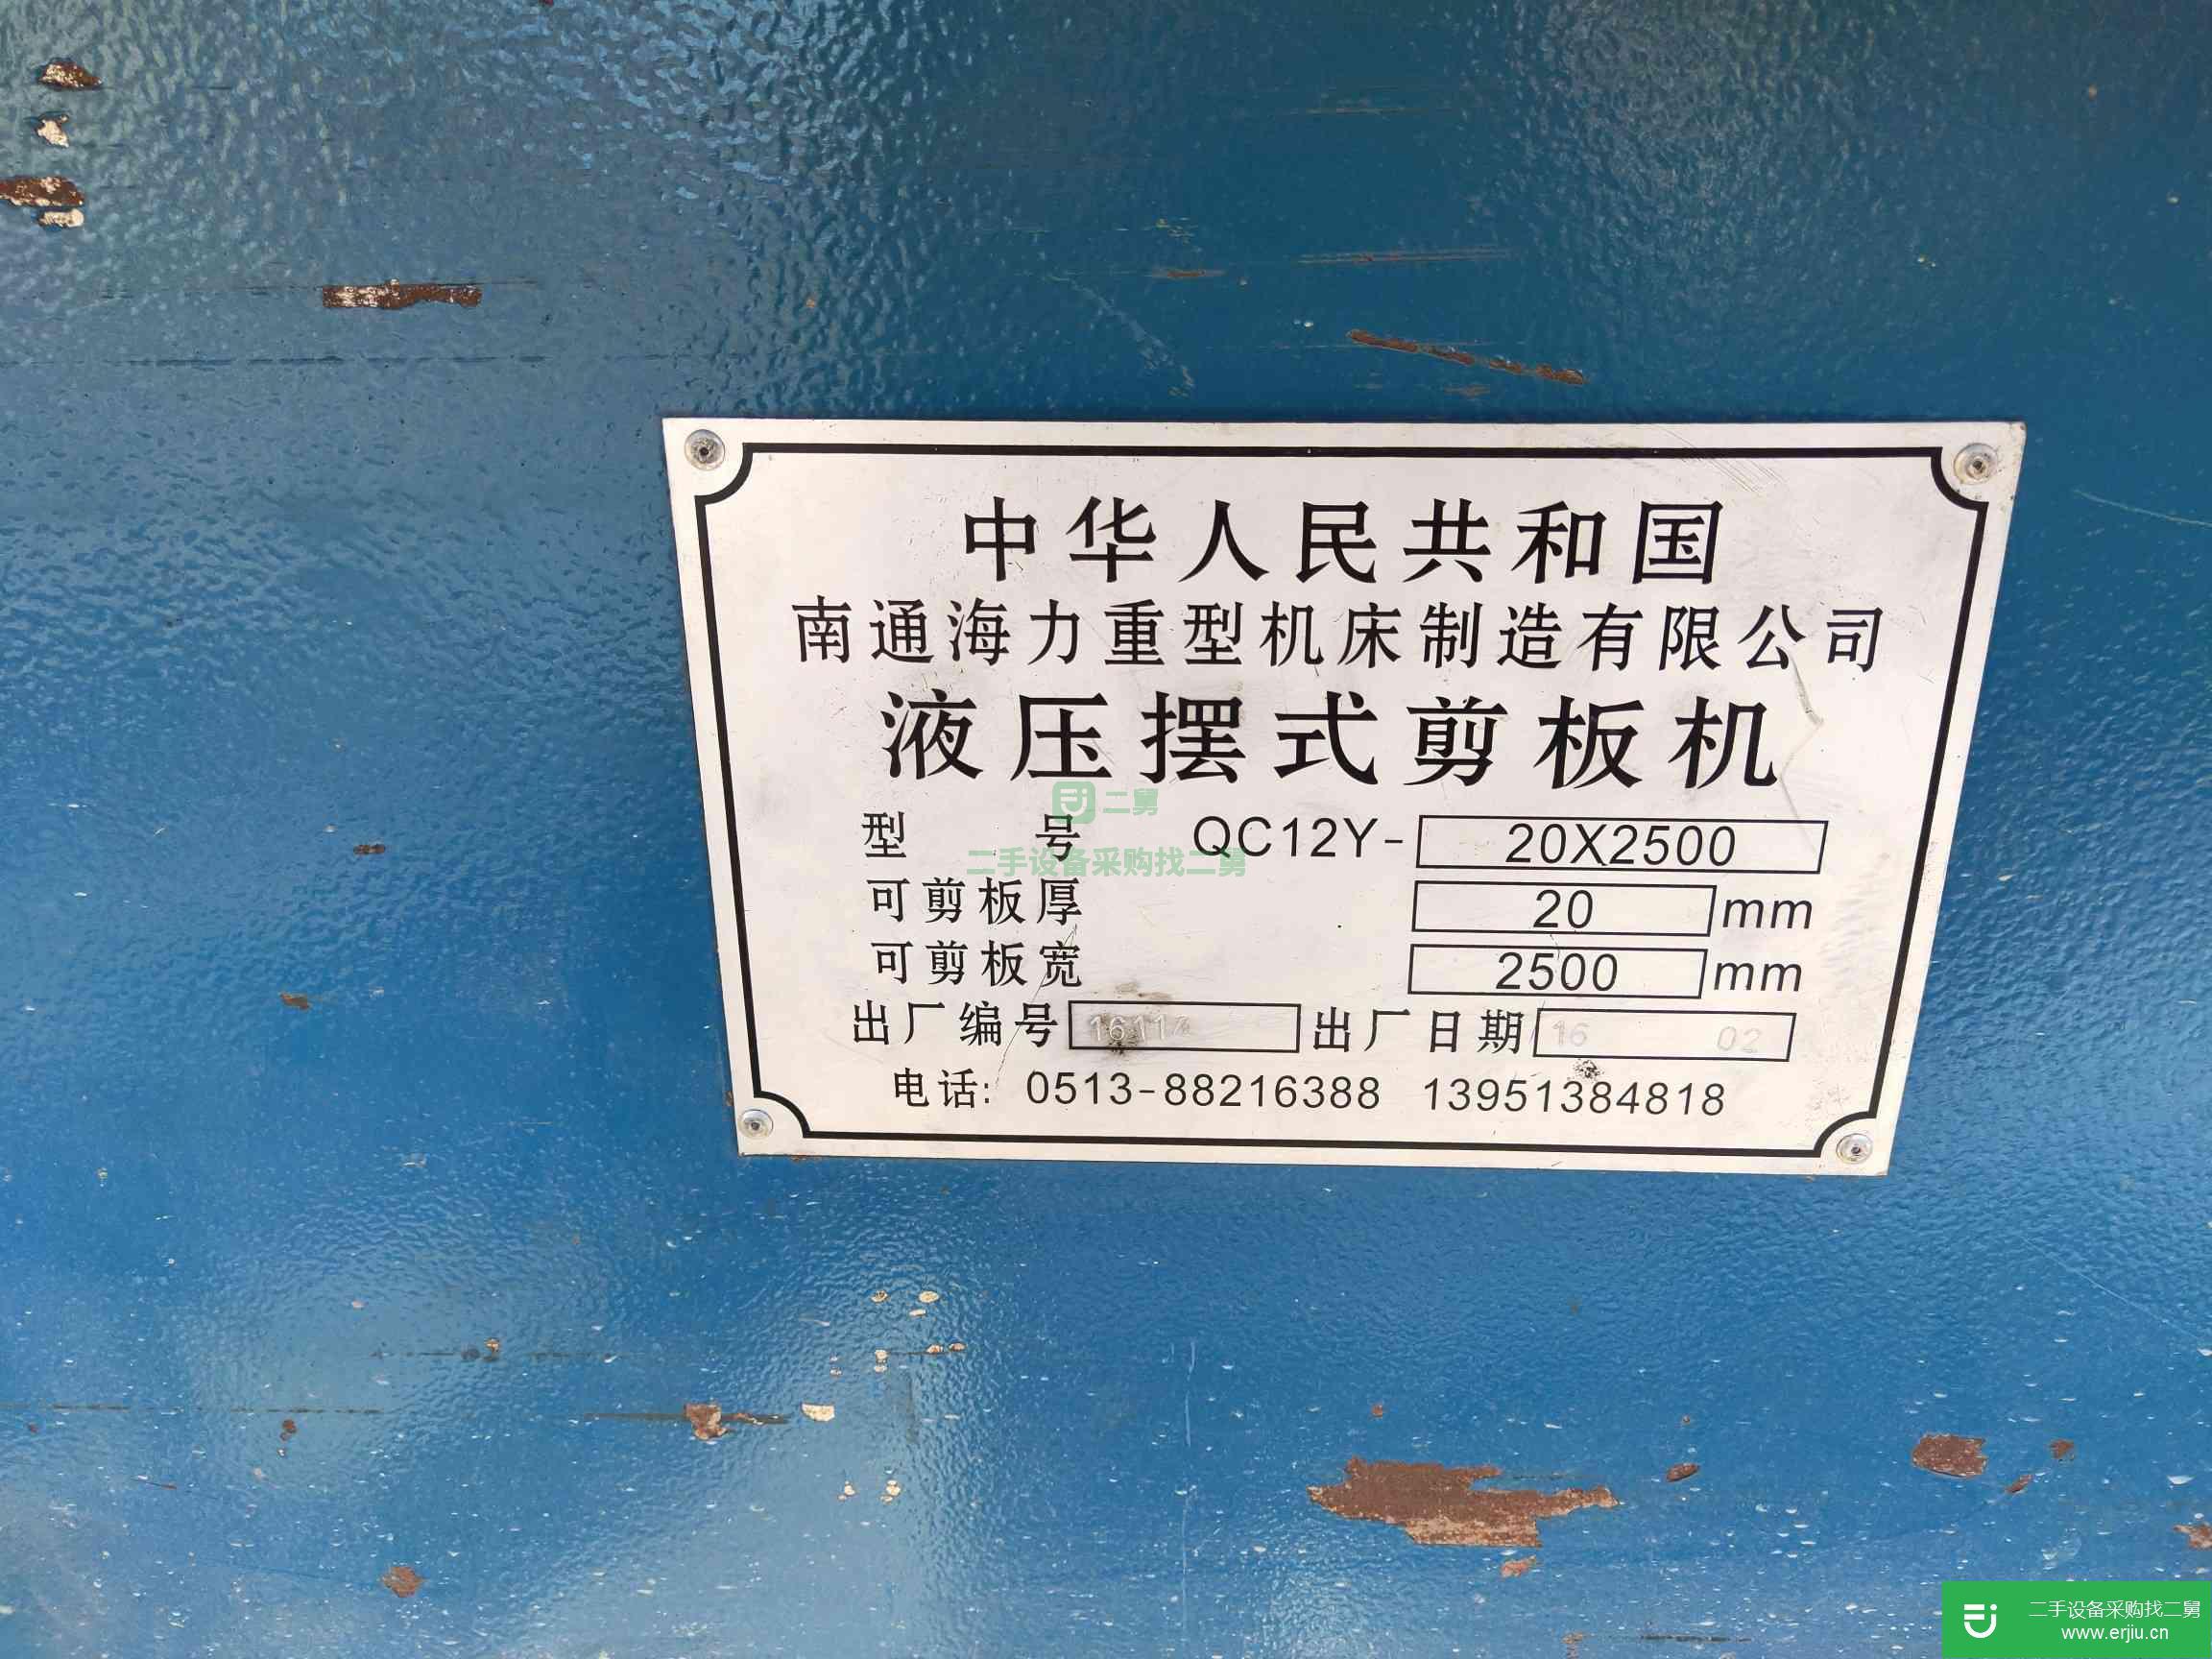 中华人民共和国
南通海力重型机床制造有限公司
液压摆式剪板机
二舅
型号 QC12Y-20X2500
二手设备采购找二舅
可剪板厚 20 mm
可剪板宽 2500 mm
出厂编号 出厂日期 16 02
电话: 0513-88216388 13951384818
二手设备采购找二舅
www.erjiu.cn